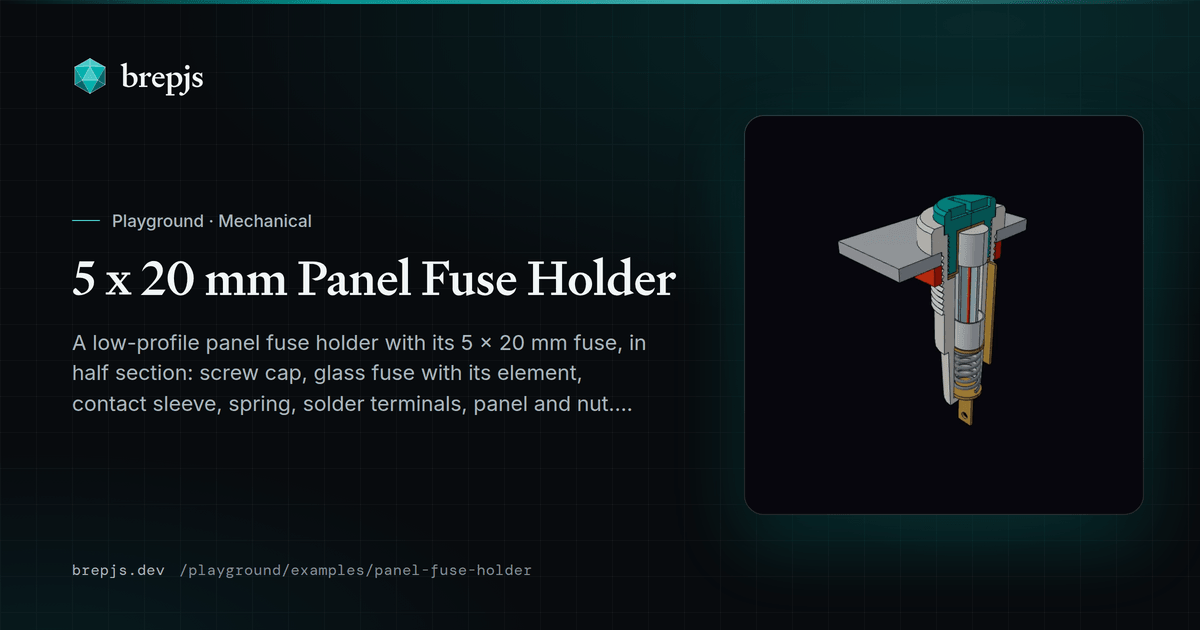 brepjs
Playground · Mechanical
5 x 20 mm Panel Fuse Holder
A low-profile panel fuse holder with its 5 × 20 mm fuse, in
half section: screw cap, glass fuse with its element,
contact sleeve, spring, solder terminals, panel and nut....
brepjs.dev /playground/examples/panel-fuse-holder